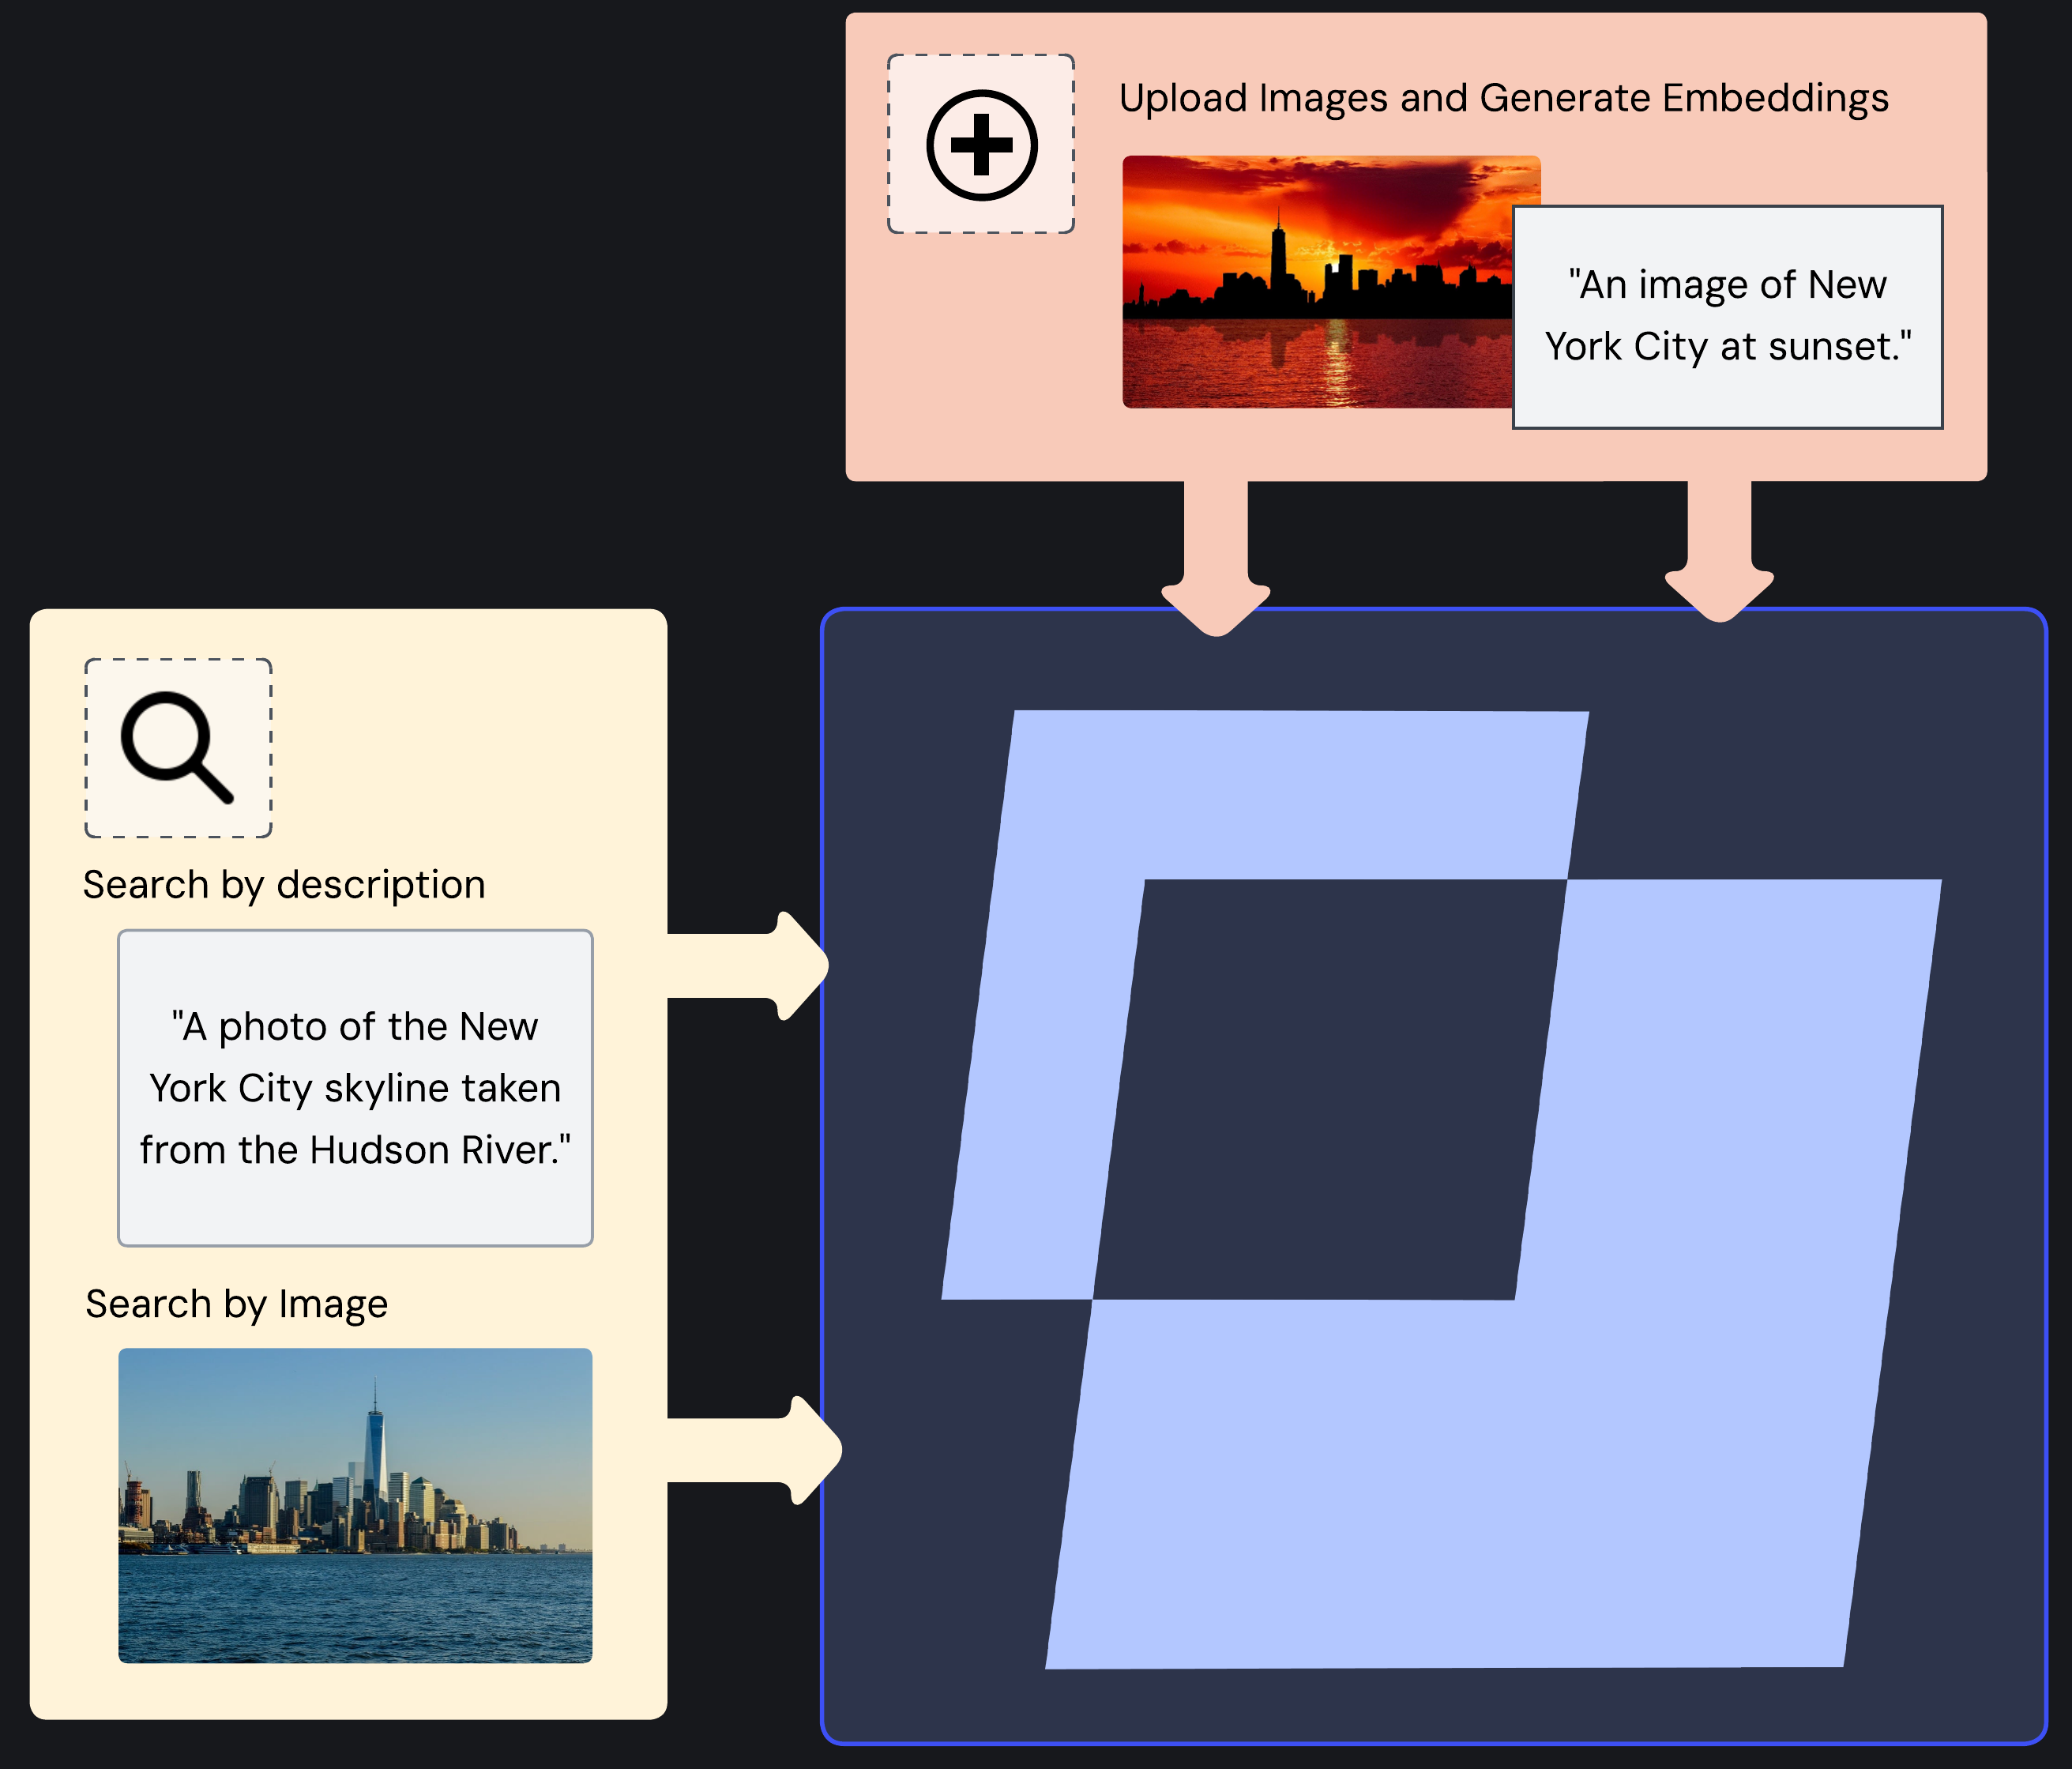 Upload Images and Generate Embeddings
"An image of New
York City at sunset."
Search by description
"A photo of the New
York City skyline taken
from the Hudson River."
Search by Image